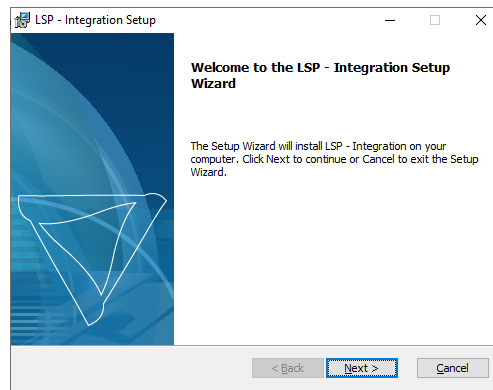 LSP - Integration Setup
Welcome to the LSP - Integration Setup
Wizard
The Setup Wizard will install LSP - Integration on your
computer. Click Next to continue or Cancel to exit the Setup
Wizard.
< Back Next > Cancel